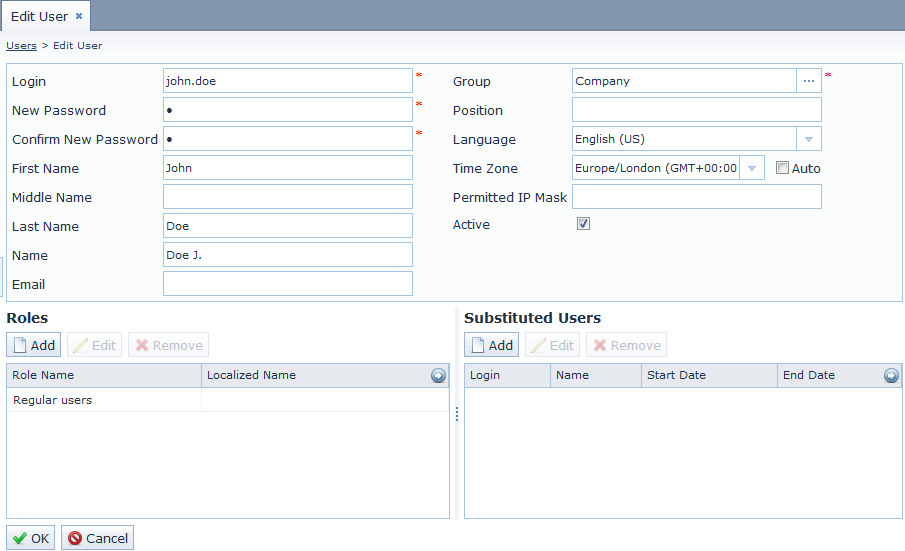 Edit User ×
Users > Edit User
Login john.doe *
New Password • *
Confirm New Password • *
First Name John
Middle Name
Last Name Doe
Name Doe J.
Email
Group Company ... *
Position
Language English (US)
Time Zone Europe/London (GMT+00:00 Auto
Permitted IP Mask
Active
Roles
Add Edit Remove
Role Name Localized Name
Regular users
Substituted Users
Add Edit Remove
Login Name Start Date End Date
OK Cancel